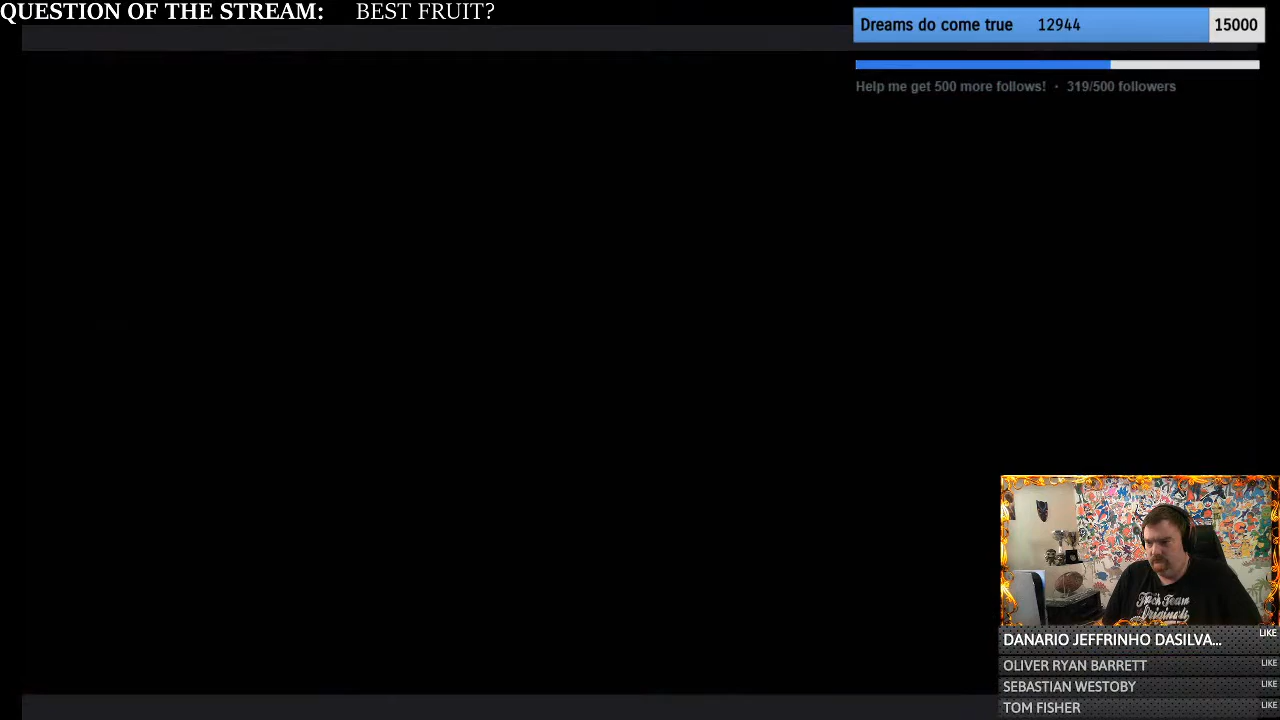 QUESTION OF THE STREAM: BEST FRUIT?
Dreams do come true 12944 15000
Help me get 500 more follows! · 319/500 followers
Originals
DANARIO JEFFRINHO DASILVA... LIKE
OLIVER RYAN BARRETT LIKE
SEBASTIAN WESTOBY LIKE
TOM FISHER LIKE